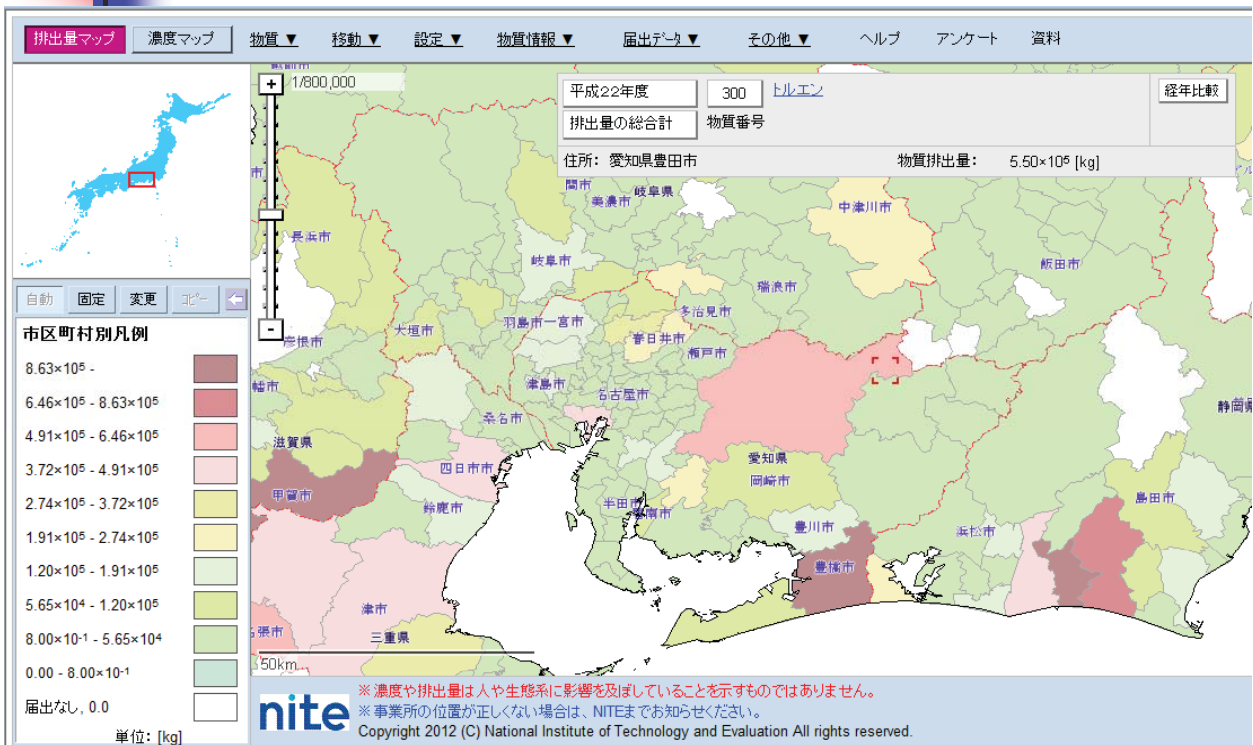 排出量マップ 濃度マップ 物質 ▼ 移動 ▼ 設定 ▼ 物質情報 ▼ 届出データ ▼ その他 ▼ ヘルプ アンケート 資料
+ 1/800,000
平成22年度 300 トルエン 経年比較
排出量の総合計 物質番号
住所: 愛知県豊田市 物質排出量: 5.50×10⁵ [kg]
岐阜県
美濃市
中津川市
長浜市
飯田市
岐阜市
瑞浪市
自動 固定 変更 コピー
多治見市
羽島市 一宮市
大垣市
春日井市
彦根市
瀬戸市
市区町村別凡例
8.63×10⁵ -
6.46×10⁵ - 8.63×10⁵
4.91×10⁵ - 6.46×10⁵
3.72×10⁵ - 4.91×10⁵
2.74×10⁵ - 3.72×10⁵
1.91×10⁵ - 2.74×10⁵
1.20×10⁵ - 1.91×10⁵
5.65×10⁴ - 1.20×10⁵
8.00×10⁻¹ - 5.65×10⁴
0.00 - 8.00×10⁻¹
届出なし, 0.0
単位: [kg]
津島市
名古屋市
桑名市
静岡県
滋賀県
四日市市
愛知県
岡崎市
甲賀市
島田市
鈴鹿市
半田市
豊川市
浜松市
豊橋市
津市
三重県
50km
nite
※濃度や排出量は人や生態系に影響を及ぼしていることを示すものではありません。
※事業所の位置が正しくない場合は、NITEまでお知らせください。
Copyright 2012 (C) National Institute of Technology and Evaluation All rights reserved.